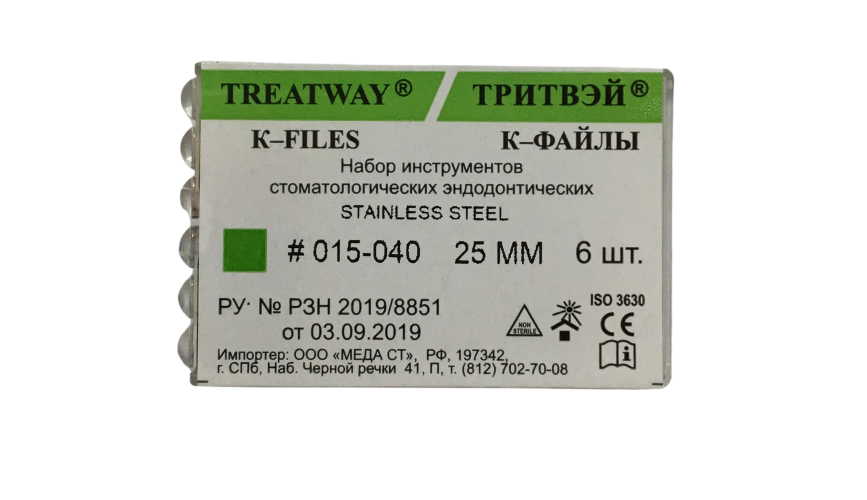 TREATWAY® ТРИТВЭЙ®
K–FILES К–ФАЙЛЫ
Набор инструментов
стоматологических эндодонтических
STAINLESS STEEL
# 015-040 25 MM 6 шт.
РУ· № РЗН 2019/8851
от 03.09.2019
NON
STERILE
ISO 3630
CE
i
Импортер: ООО «МЕДА СТ», РФ, 197342,
г. СПб, Наб. Черной речки 41, П, т. (812) 702-70-08